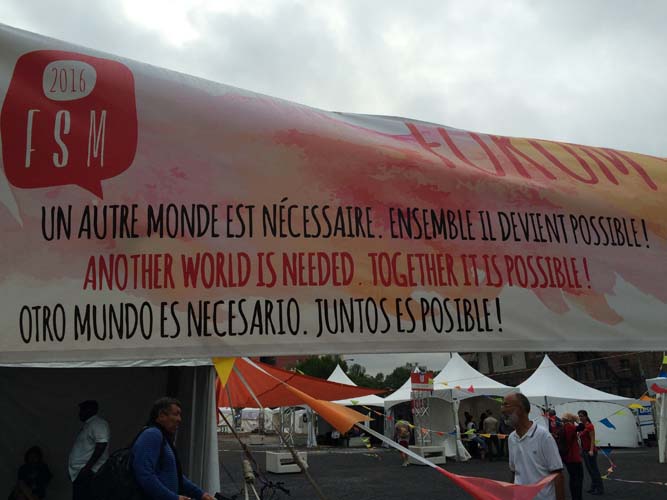 2016
FSM
FORUM
UN AUTRE MONDE EST NÉCESSAIRE. ENSEMBLE IL DEVIENT POSSIBLE!
ANOTHER WORLD IS NEEDED. TOGETHER IT IS POSSIBLE!
OTRO MUNDO ES NECESARIO. JUNTOS ES POSIBLE!